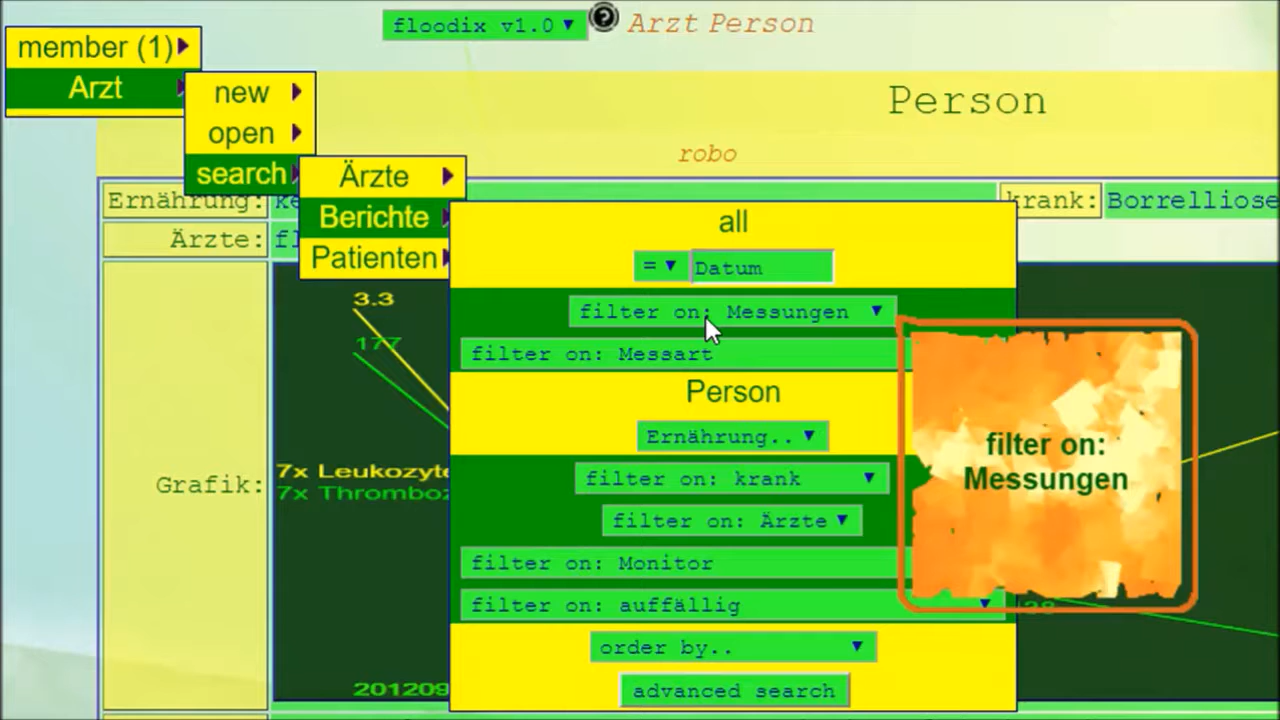 floodix v1.0
Arzt Person
member (1)
Arzt
new
open
search
Person
robo
Ärzte
Berichte
Patienten
Ernährung:
krank: Borrelliose
Ärzte:
all
= Datum
filter on: Messungen
filter on: Messart
Person
Ernährung..
filter on: krank
filter on: Ärzte
filter on: Monitor
filter on: auffällig
order by..
advanced search
filter on:
Messungen
Grafik:
3.3
177
7x Leukozyte
7x Thromboz
201209